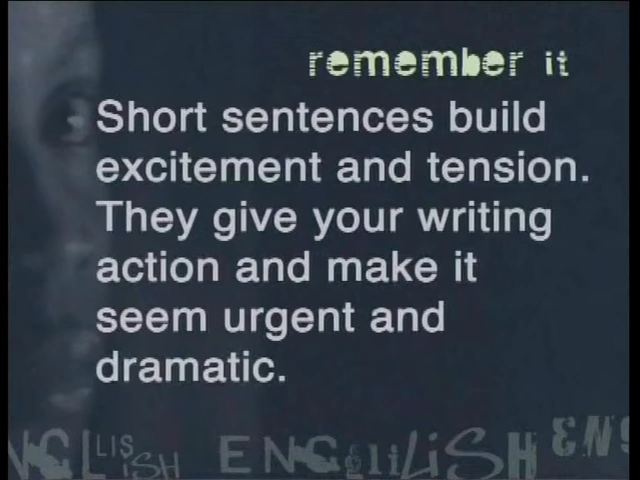 remember it
Short sentences build
excitement and tension.
They give your writing
action and make it
seem urgent and
dramatic.
ENGLISH